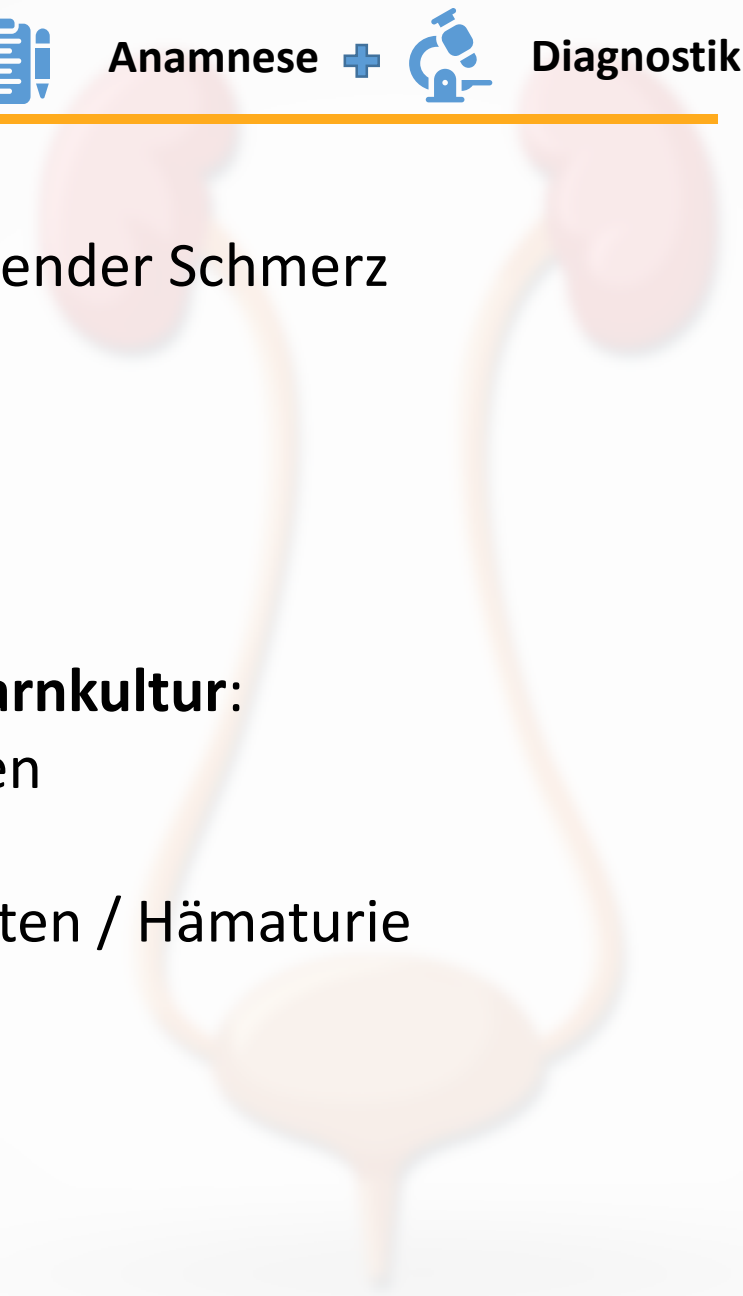 Anamnese Diagnostik
ender Schmerz
arnkultur:
en
ten / Hämaturie